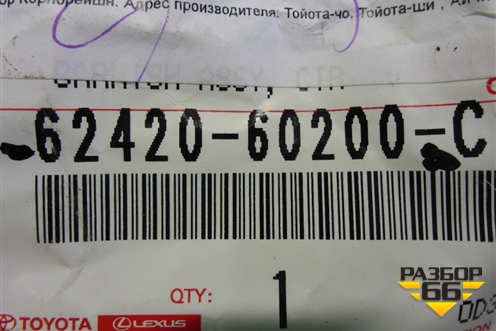 Корпорейшн. Адрес производителя: Тойота-чо, Тойота-ши,
62420-60200-C
QTY: 1
TOYOTA LEXUS
РАЗБОР
66